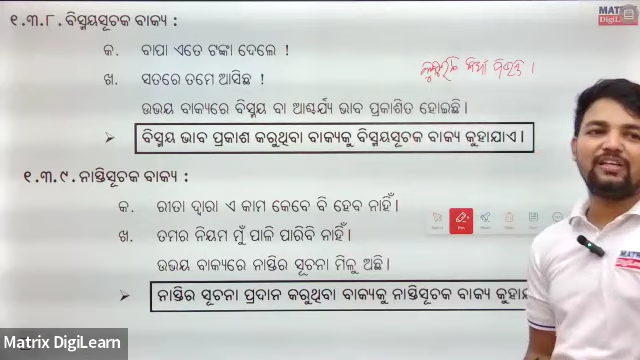 ୧.୩.୮. ବିସ୍ମୟସୂଚକ ବାକ୍ୟ :
କ. ବାପା ଏତେ ଟଙ୍କା ଦେଲେ !
ଖ. ସତରେ ତମେ ଆସିଛ !
ଉଭୟ ବାକ୍ୟରେ ବିସ୍ମୟ ବା ଆଶ୍ଚର୍ଯ୍ୟ ଭାବ ପ୍ରକାଶିତ ହୋଇଛି।
➢ ବିସ୍ମୟ ଭାବ ପ୍ରକାଶ କରୁଥିବା ବାକ୍ୟକୁ ବିସ୍ମୟସୂଚକ ବାକ୍ୟ କୁହାଯାଏ।
୧.୩.୯. ନାସ୍ତିସୂଚକ ବାକ୍ୟ :
କ. ରୀତା ଦ୍ୱାରା ଏ କାମ କେବେ ବି ହେବ ନାହିଁ।
ଖ. ତମର ନିୟମ ମୁଁ ପାଳି ପାରିବି ନାହିଁ।
ଉଭୟ ବାକ୍ୟରେ ନାସ୍ତିର ସୂଚନା ମିଳୁ ଅଛି।
➢ ନାସ୍ତିର ସୂଚନା ପ୍ରଦାନ କରୁଥିବା ବାକ୍ୟକୁ ନାସ୍ତିସୂଚକ ବାକ୍ୟ
MATRIX
DigiL
Matrix DigiLearn